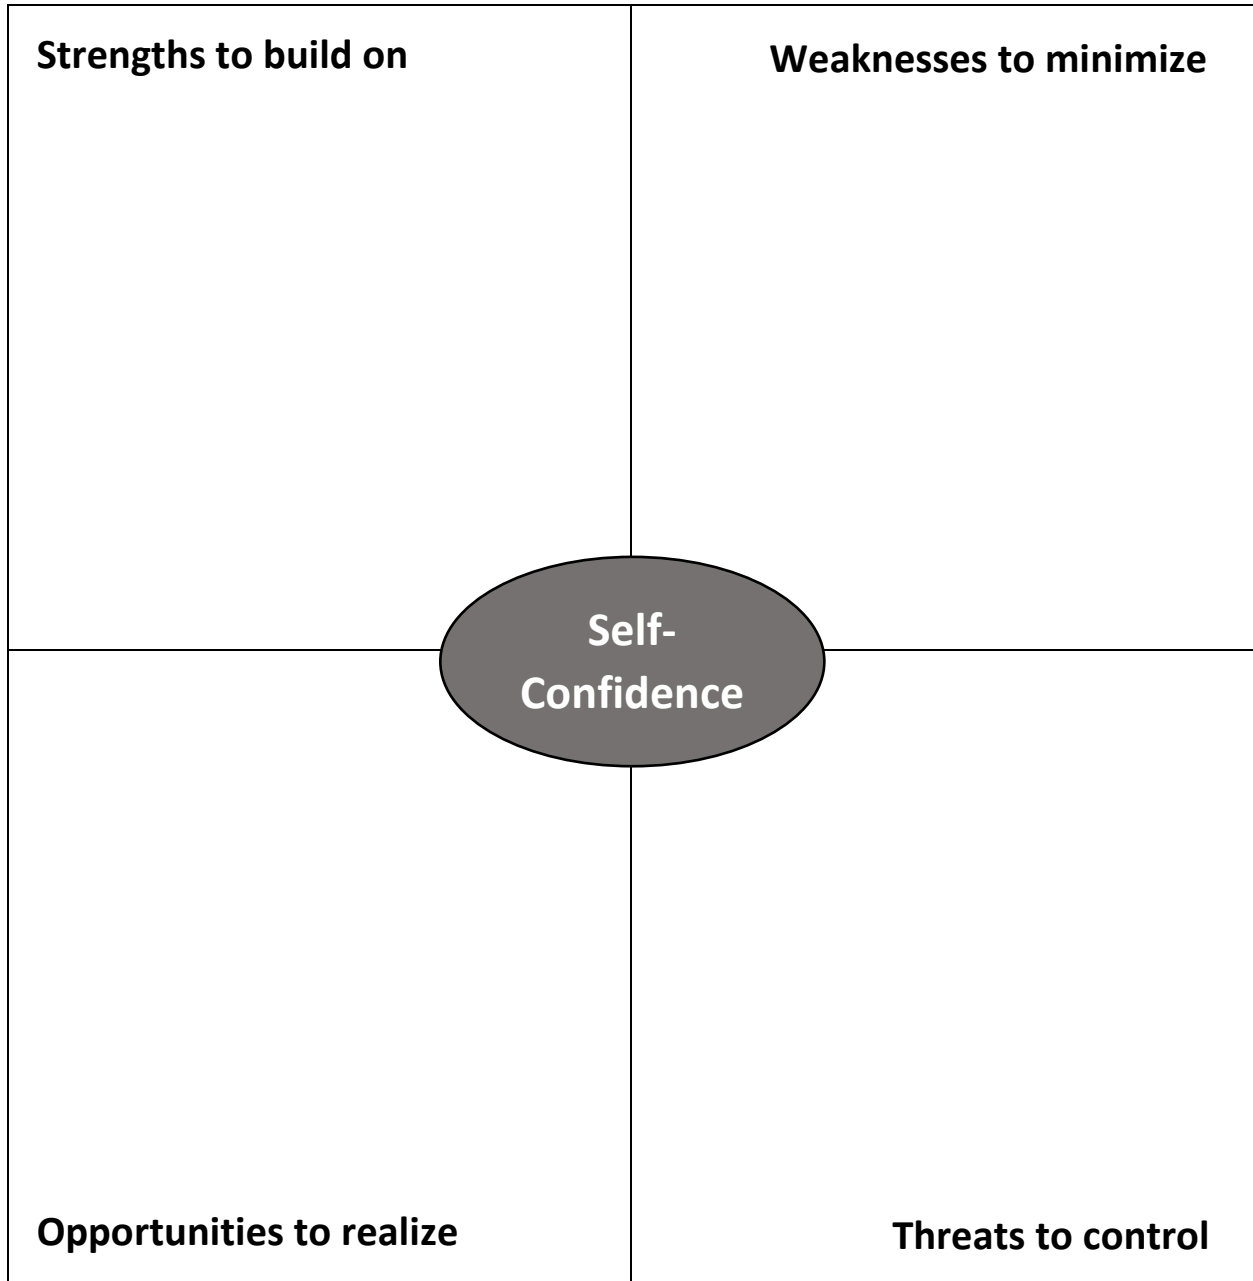 Strengths to build on
Weaknesses to minimize
Self-
Confidence
Opportunities to realize
Threats to control